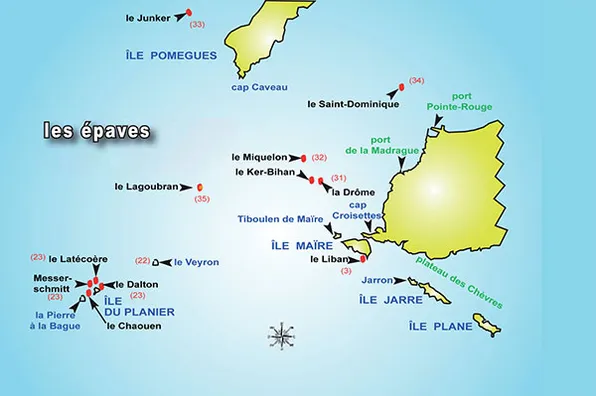 le Junker
(33)
ÎLE POMEGUES
cap Caveau
(34)
le Saint-Dominique
port
Pointe-Rouge
les épaves
port
de la Madrague
le Miquelon
(32)
le Ker-Bihan
(31)
la Drôme
le Lagoubran
(35)
cap
Croisettes
Tiboulen de Maïre
ÎLE MAÏRE
le Liban
(3)
plateau des Chèvres
(23) le Latécoère
(22) le Veyron
Messer-
schmitt
(23)
le Dalton
(23)
ÎLE
DU PLANIER
la Pierre
à la Bague
le Chaouen
Jarron
ÎLE JARRE
ÎLE PLANE